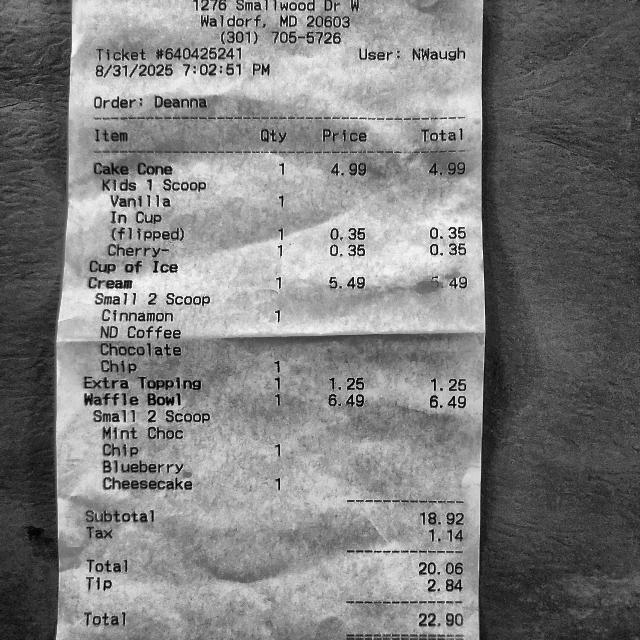 1276 Smallwood Dr W
Waldorf, MD 20603
(301) 705-5726
Ticket #640425241 User: NWaugh
8/31/2025 7:02:51 PM
Order: Deanna
Item Qty Price Total
Cake Cone 1 4.99 4.99
Kids 1 Scoop
Vanilla 1
In Cup
(flipped) 1 0.35 0.35
Cherry- 1 0.35 0.35
Cup of Ice
Cream 1 5.49 5.49
Small 2 Scoop
Cinnamon 1
ND Coffee
Chocolate
Chip 1
Extra Topping 1 1.25 1.25
Waffle Bowl 1 6.49 6.49
Small 2 Scoop
Mint Choc
Chip 1
Blueberry
Cheesecake 1
Subtotal 18.92
Tax 1.14
Total 20.06
Tip 2.84
Total 22.90